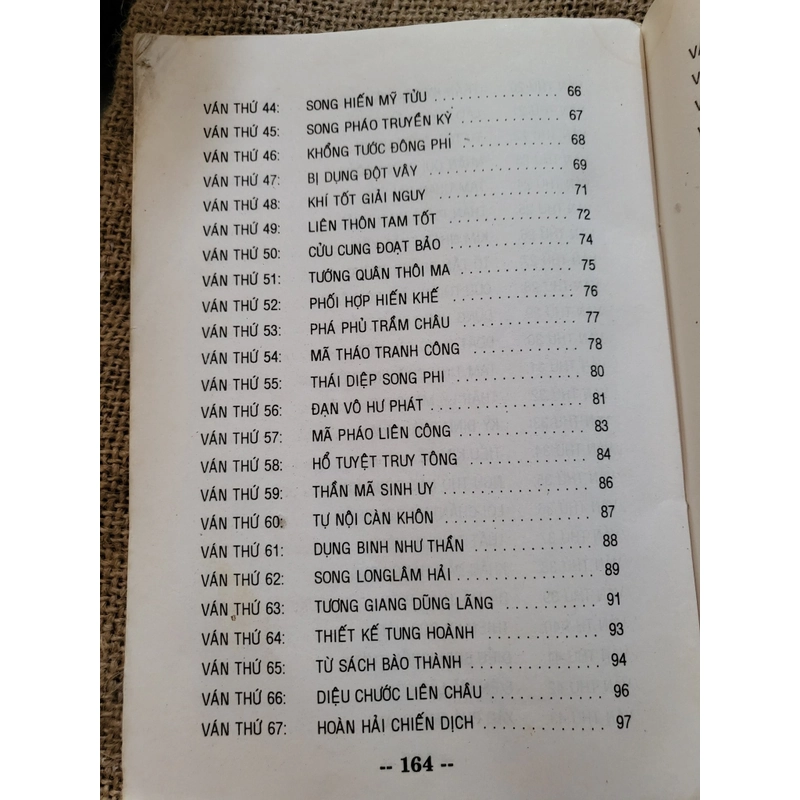 VÁN THỨ 44: SONG HIẾN MỸ TỬU . . . . . . . . . . . . . . 66
VÁN THỨ 45: SONG PHÁO TRUYỀN KỲ . . . . . . . . . . . 67
VÁN THỨ 46: KHỔNG TƯỚC ĐÔNG PHI . . . . . . . . . . . 68
VÁN THỨ 47: BỊ DỤNG ĐỘT VÂY . . . . . . . . . . . . . . . 69
VÁN THỨ 48: KHÍ TỐT GIẢI NGUY . . . . . . . . . . . . . . 71
VÁN THỨ 49: LIÊN THÔN TAM TỐT . . . . . . . . . . . . 72
VÁN THỨ 50: CỬU CUNG ĐOẠT BẢO . . . . . . . . . . . . . 74
VÁN THỨ 51: TƯỚNG QUÂN THÔI MA . . . . . . . . . . . . 75
VÁN THỨ 52: PHỐI HỢP HIẾN KHẾ . . . . . . . . . . . . . 76
VÁN THỨ 53: PHÁ PHỦ TRẦM CHÂU . . . . . . . . . . . . 77
VÁN THỨ 54: MÃ THÁO TRANH CÔNG . . . . . . . . . . . 78
VÁN THỨ 55: THÁI DIỆP SONG PHI . . . . . . . . . . . . . 80
VÁN THỨ 56: ĐẠN VÔ HƯ PHÁT . . . . . . . . . . . . . . . 81
VÁN THỨ 57: MÃ PHÁO LIÊN CÔNG . . . . . . . . . . . . . 83
VÁN THỨ 58: HỔ TUYỆT TRUY TÔNG . . . . . . . . . . . . 84
VÁN THỨ 59: THẦN MÃ SINH UY . . . . . . . . . . . . . . 86
VÁN THỨ 60: TỰ NỘI CÀN KHÔN . . . . . . . . . . . . . . 87
VÁN THỨ 61: DỤNG BINH NHƯ THẦN . . . . . . . . . . . . 88
VÁN THỨ 62: SONG LONGLÂM HẢI . . . . . . . . . . . . . 89
VÁN THỨ 63: TƯƠNG GIANG DŨNG LÃNG . . . . . . . . . . 91
VÁN THỨ 64: THIẾT KẾ TUNG HOÀNH . . . . . . . . . . . . 93
VÁN THỨ 65: TỪ SÁCH BẢO THÀNH . . . . . . . . . . . . . 94
VÁN THỨ 66: DIỆU CHƯỚC LIÊN CHÂU . . . . . . . . . . . . 96
VÁN THỨ 67: HOÀN HẢI CHIẾN DỊCH . . . . . . . . . . . . . 97
-- 164 --